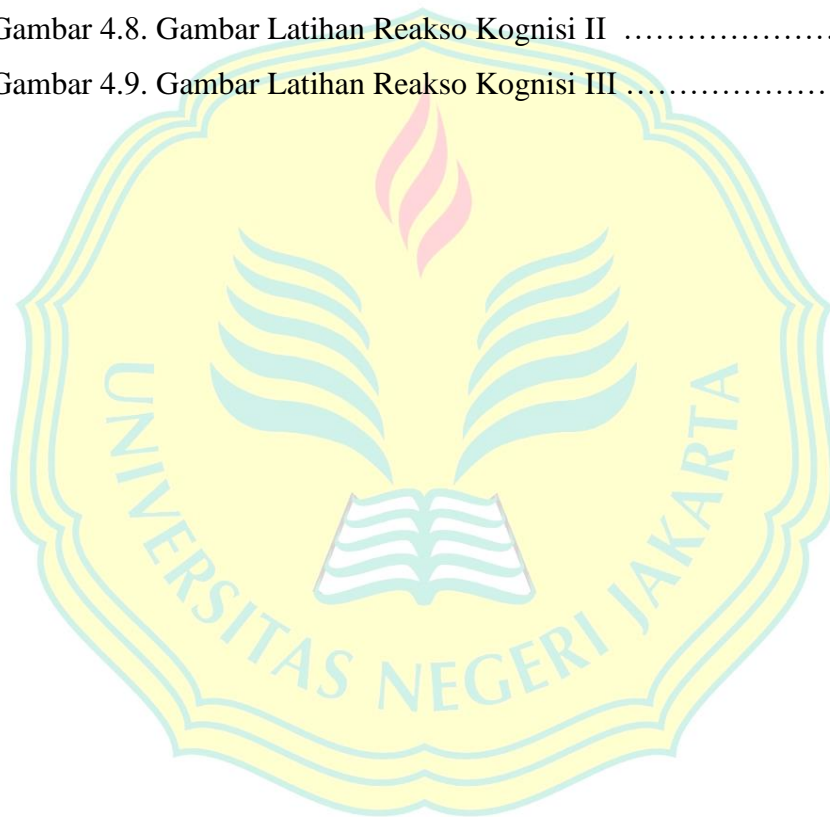 Gambar 4.8. Gambar Latihan Reakso Kognisi II …………………
Gambar 4.9. Gambar Latihan Reakso Kognisi III …………………
UNIVERSITAS NEGERI JAKARTA